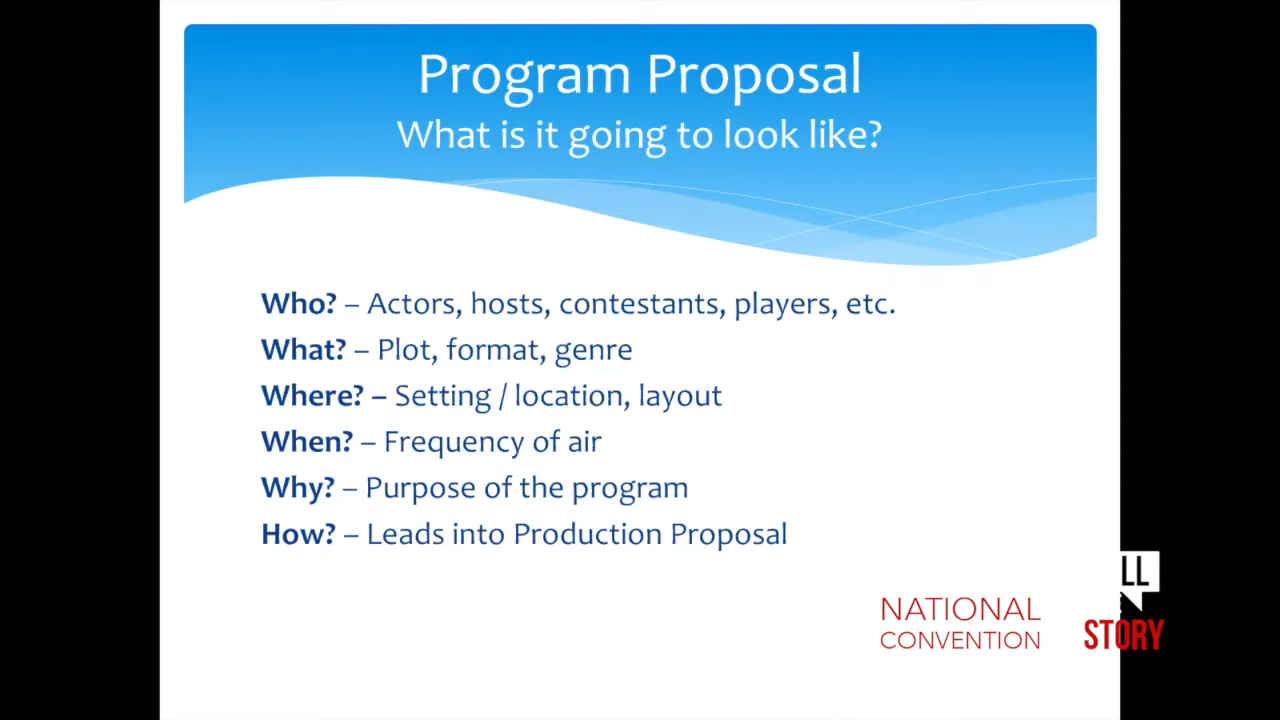 Program Proposal
What is it going to look like?
Who? – Actors, hosts, contestants, players, etc.
What? – Plot, format, genre
Where? – Setting / location, layout
When? – Frequency of air
Why? – Purpose of the program
How? – Leads into Production Proposal
NATIONAL
CONVENTION
LL
STORY